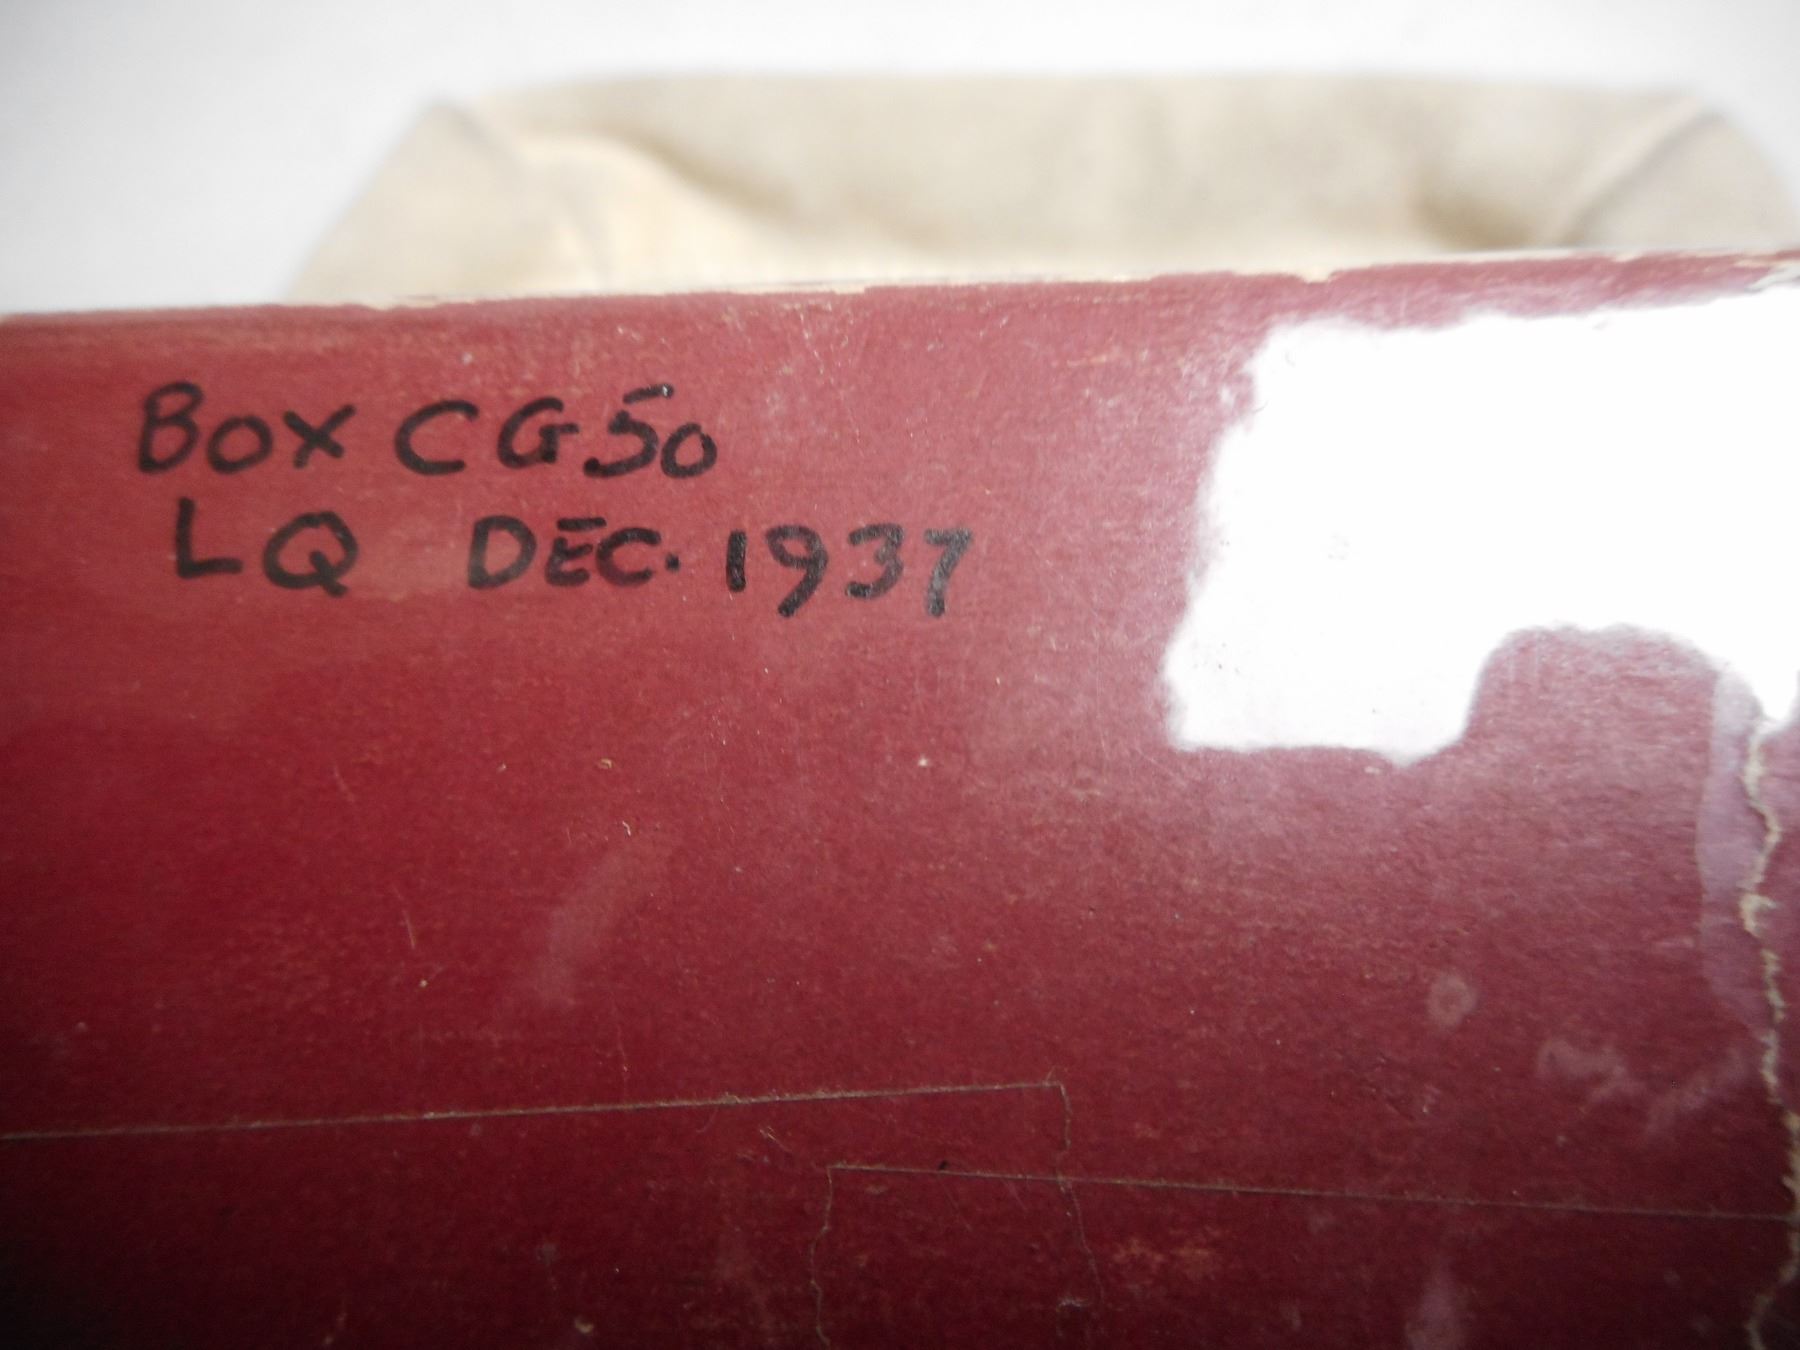 Box CG50
LQ DEC. 1937